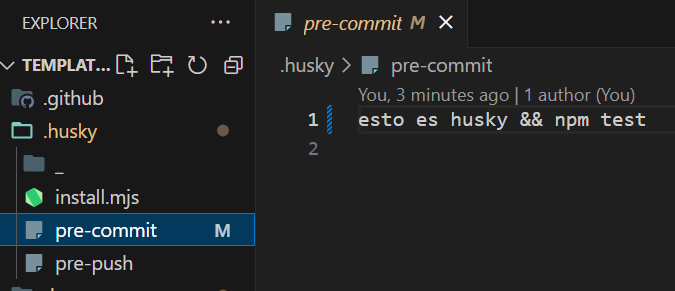 EXPLORER
TEMPLAT...
.github
.husky
_
install.mjs
pre-commit M
pre-push
pre-commit M
.husky > pre-commit
You, 3 minutes ago | 1 author (You)
1 esto es husky && npm test
2